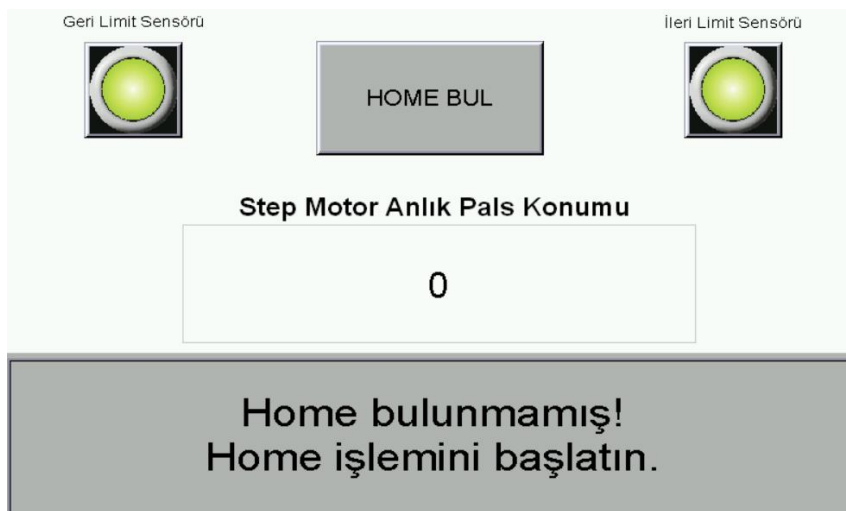 Geri Limit Sensörü
İleri Limit Sensörü
HOME BUL
Step Motor Anlık Pals Konumu
0
Home bulunmamış!
Home işlemini başlatın.